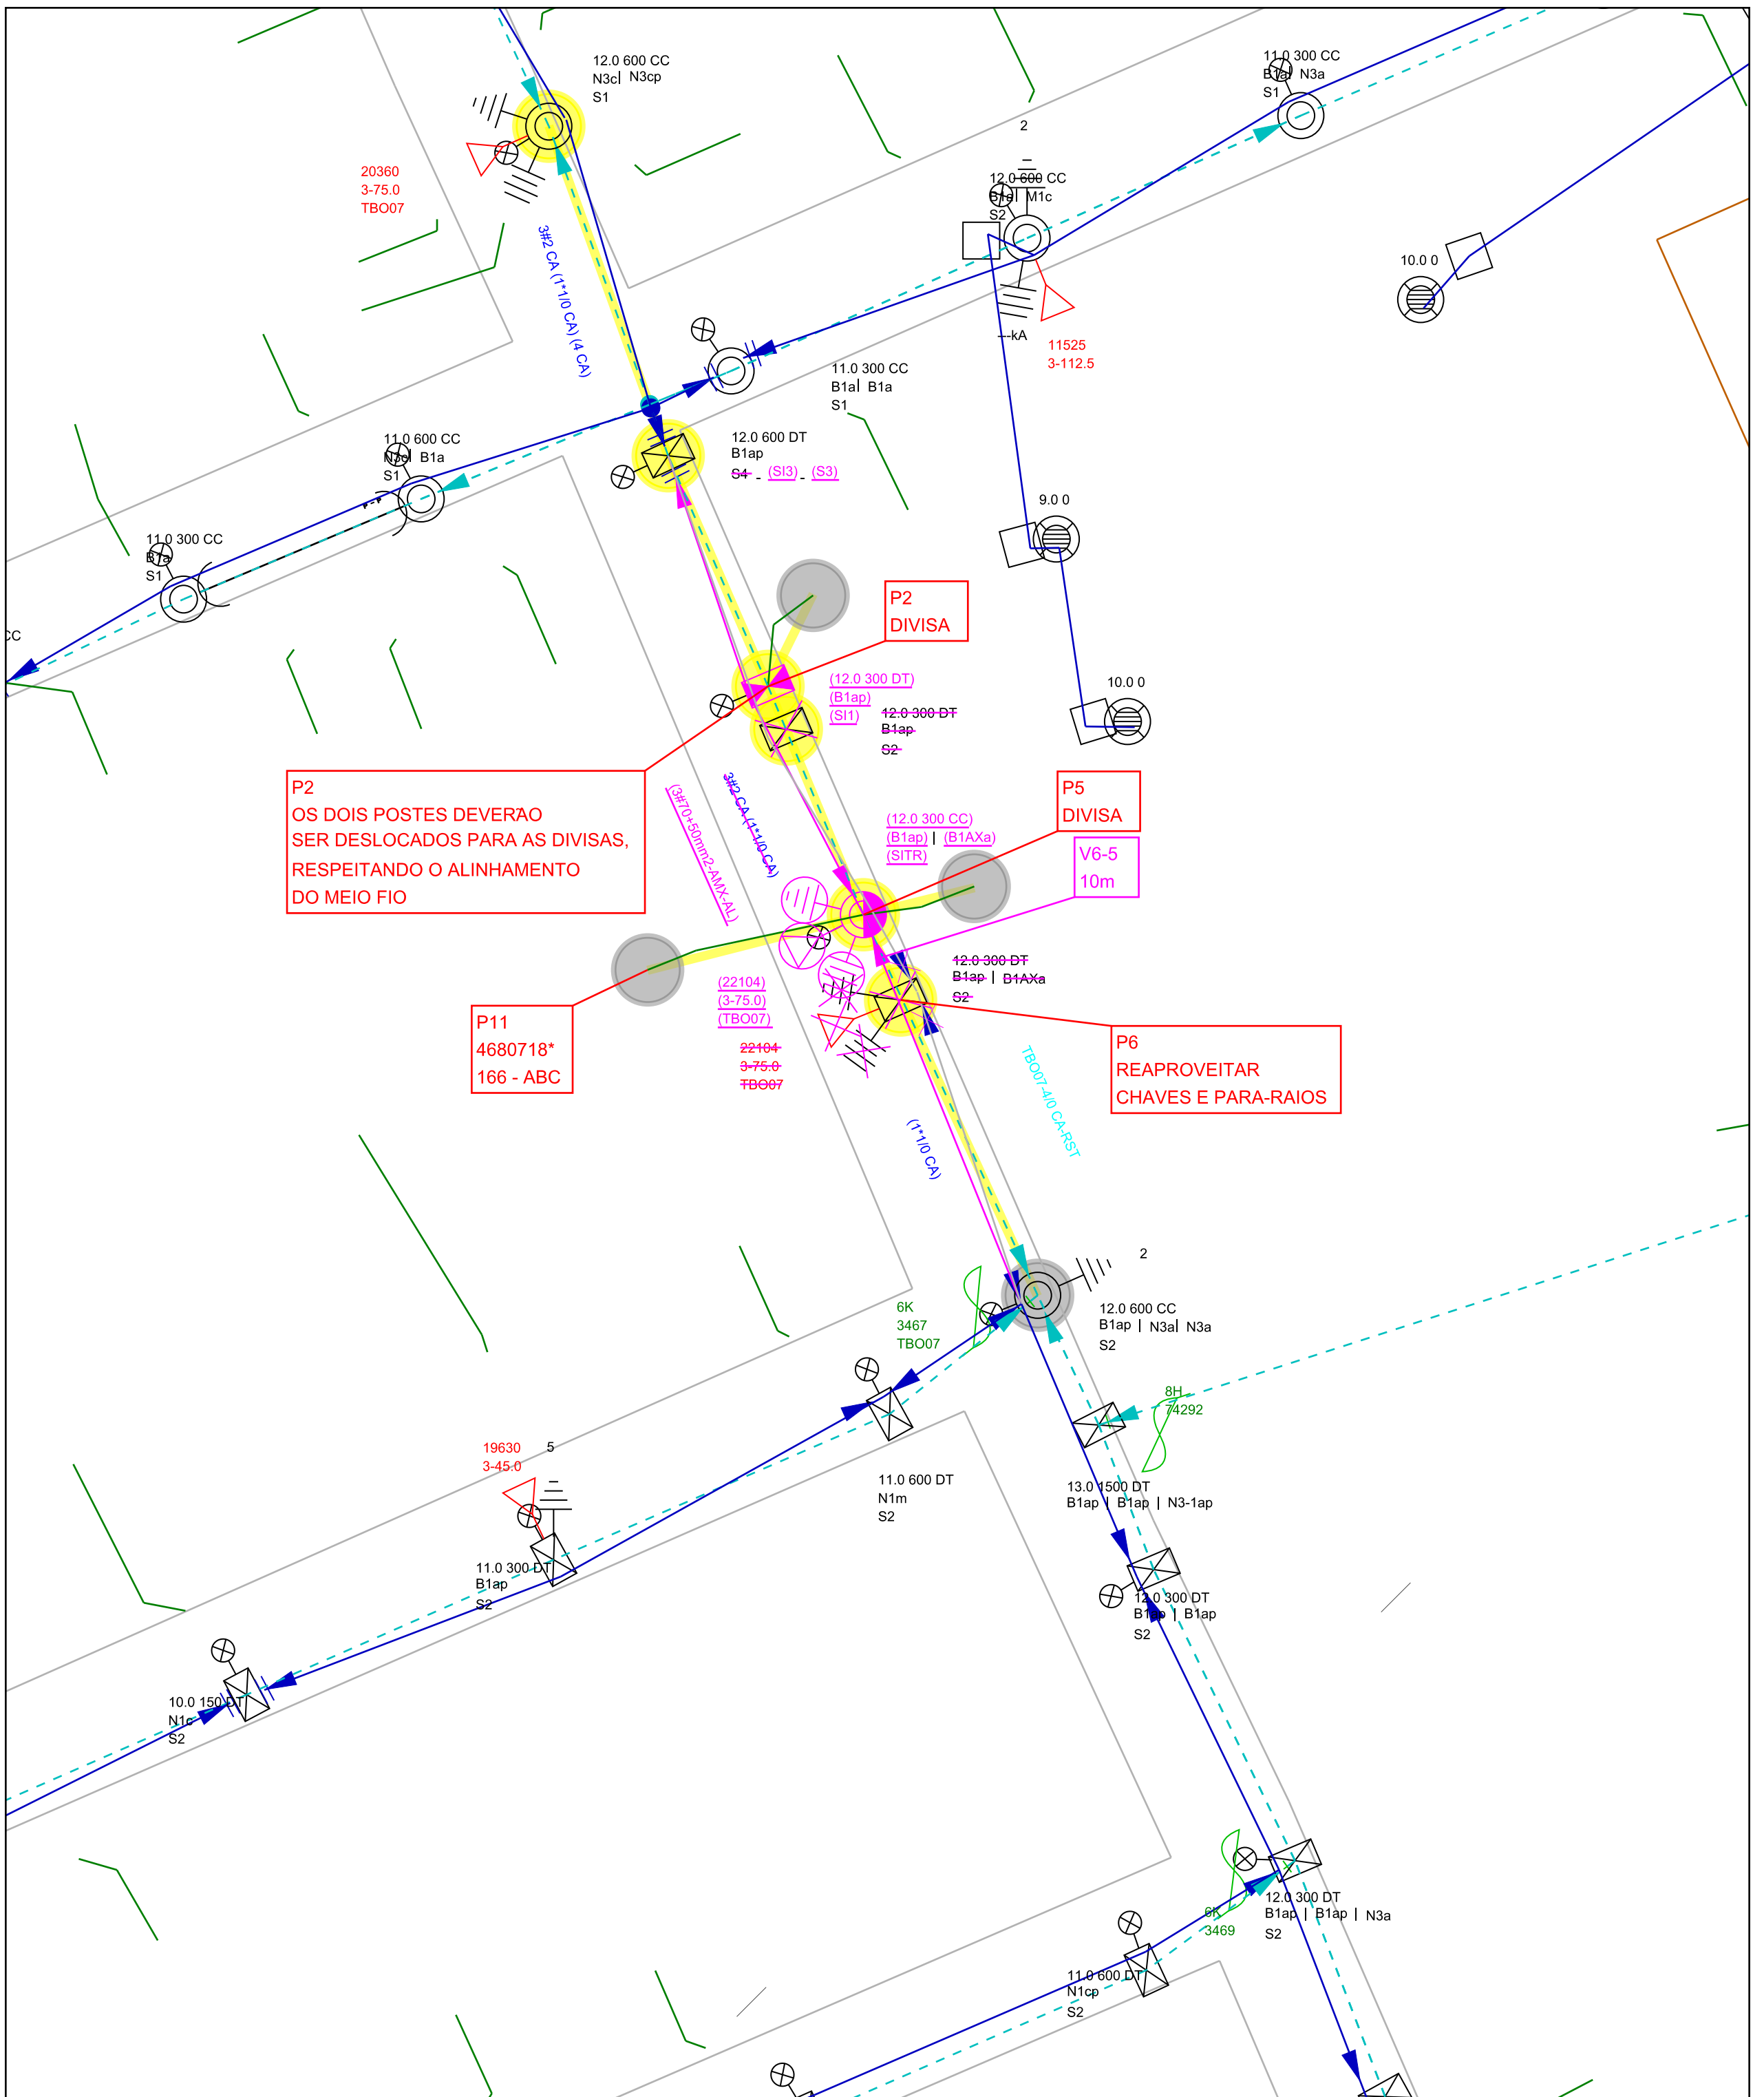 12.0 600 CC
N3c| N3cp
S1
11.0 300 CC
B1a| N3a
S1
2
12.0 600 CC
B1a| M1c
S2
20360
3-75.0
TBO07
3#2 CA (1*1/0 CA) (4 CA)
10.0 0
---kA
11525
3-112.5
11.0 300 CC
B1a| B1a
S1
11.0 600 CC
N3c| B1a
S1
12.0 600 DT
B1ap
S4 - (SI3) - (S3)
9.0 0
11.0 300 CC
B1a
S1
CC
P2
DIVISA
(12.0 300 DT)
(B1ap)
(SI1)
12.0 300 DT
B1ap
S2
10.0 0
P2
OS DOIS POSTES DEVERÃO
SER DESLOCADOS PARA AS DIVISAS,
RESPEITANDO O ALINHAMENTO
DO MEIO FIO
3#2 CA (1*1/0 CA)
(3#70+50mm2-AMX-AL)
P5
DIVISA
(12.0 300 CC)
(B1ap) | (B1AXa)
(SITR)
V6-5
10m
12.0 300 DT
B1ap | B1AXa
S2
(22104)
(3-75.0)
(TBO07)
22104
3-75.0
TBO07
P11
4680718*
166 - ABC
P6
REAPROVEITAR
CHAVES E PARA-RAIOS
TBO07-4/0 CA-RST
(1*1/0 CA)
2
6K
3467
TBO07
12.0 600 CC
B1ap | N3a| N3a
S2
8H
74292
19630
3-45.0
5
11.0 600 DT
N1m
S2
13.0 1500 DT
B1ap | B1ap | N3-1ap
11.0 300 DT
B1ap
S2
12.0 300 DT
B1ap | B1ap
S2
10.0 150 DT
N1c
S2
12.0 300 DT
B1ap | B1ap | N3a
S2
6K
3469
11.0 600 DT
N1cp
S2